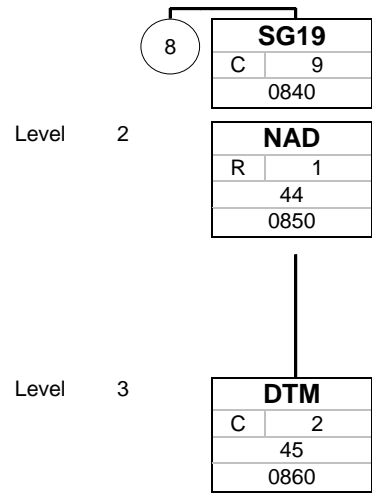 8
SG19
C 9
0840
Level 2
NAD
R 1
44
0850
Level 3
DTM
C 2
45
0860